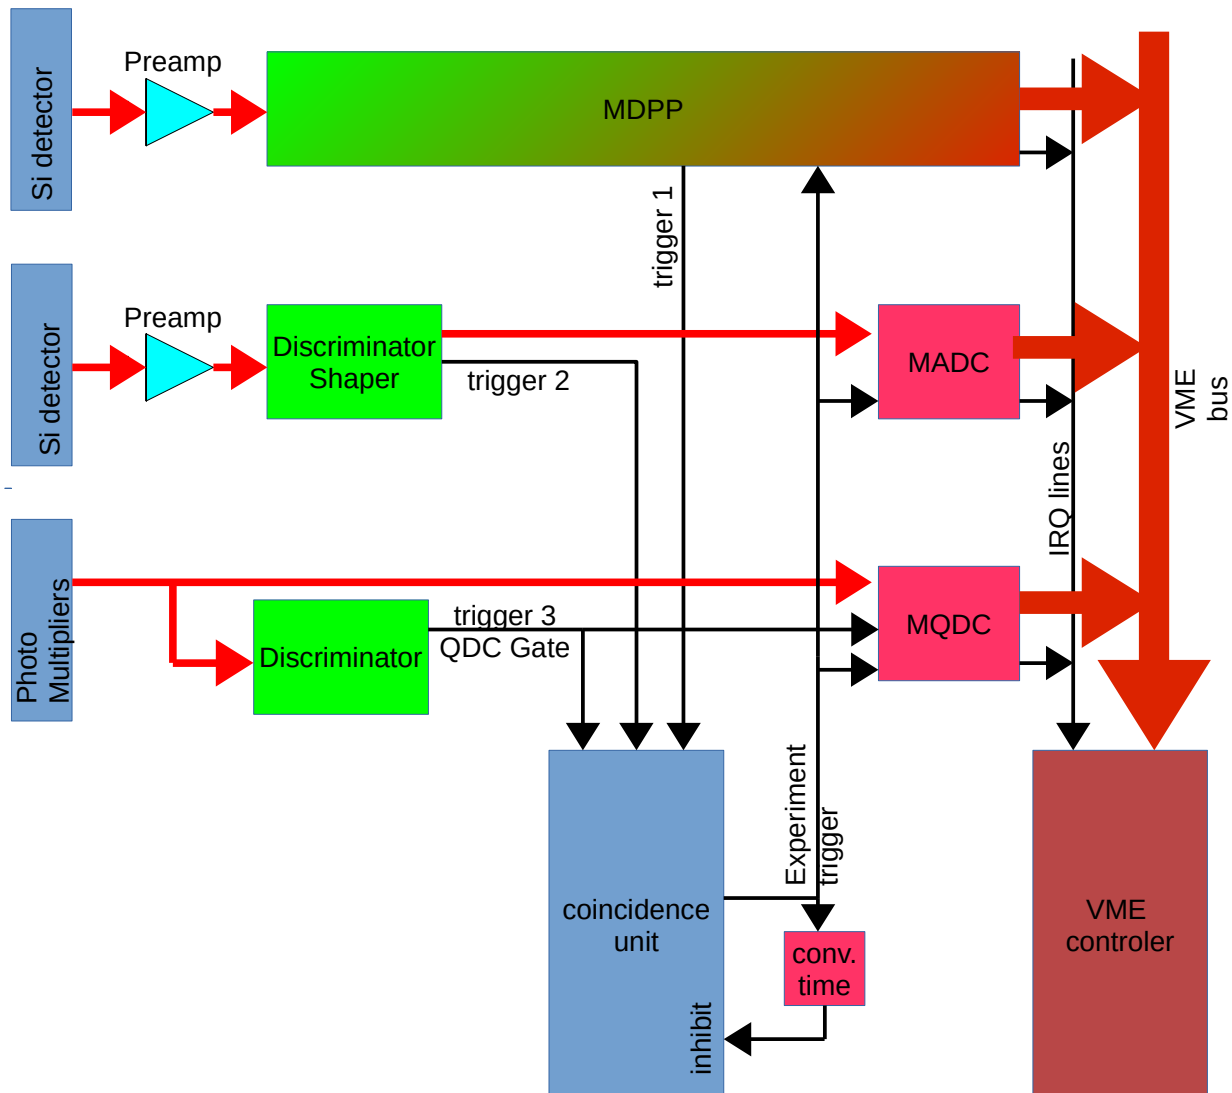 Si detector
Preamp
MDPP
trigger 1
Si detector
Preamp
Discriminator
Shaper
trigger 2
MADC
VME
bus
IRQ lines
Photo
Multipliers
Discriminator
trigger 3
QDC Gate
MQDC
Experiment
trigger
coincidence
unit
conv.
time
inhibit
VME
controler